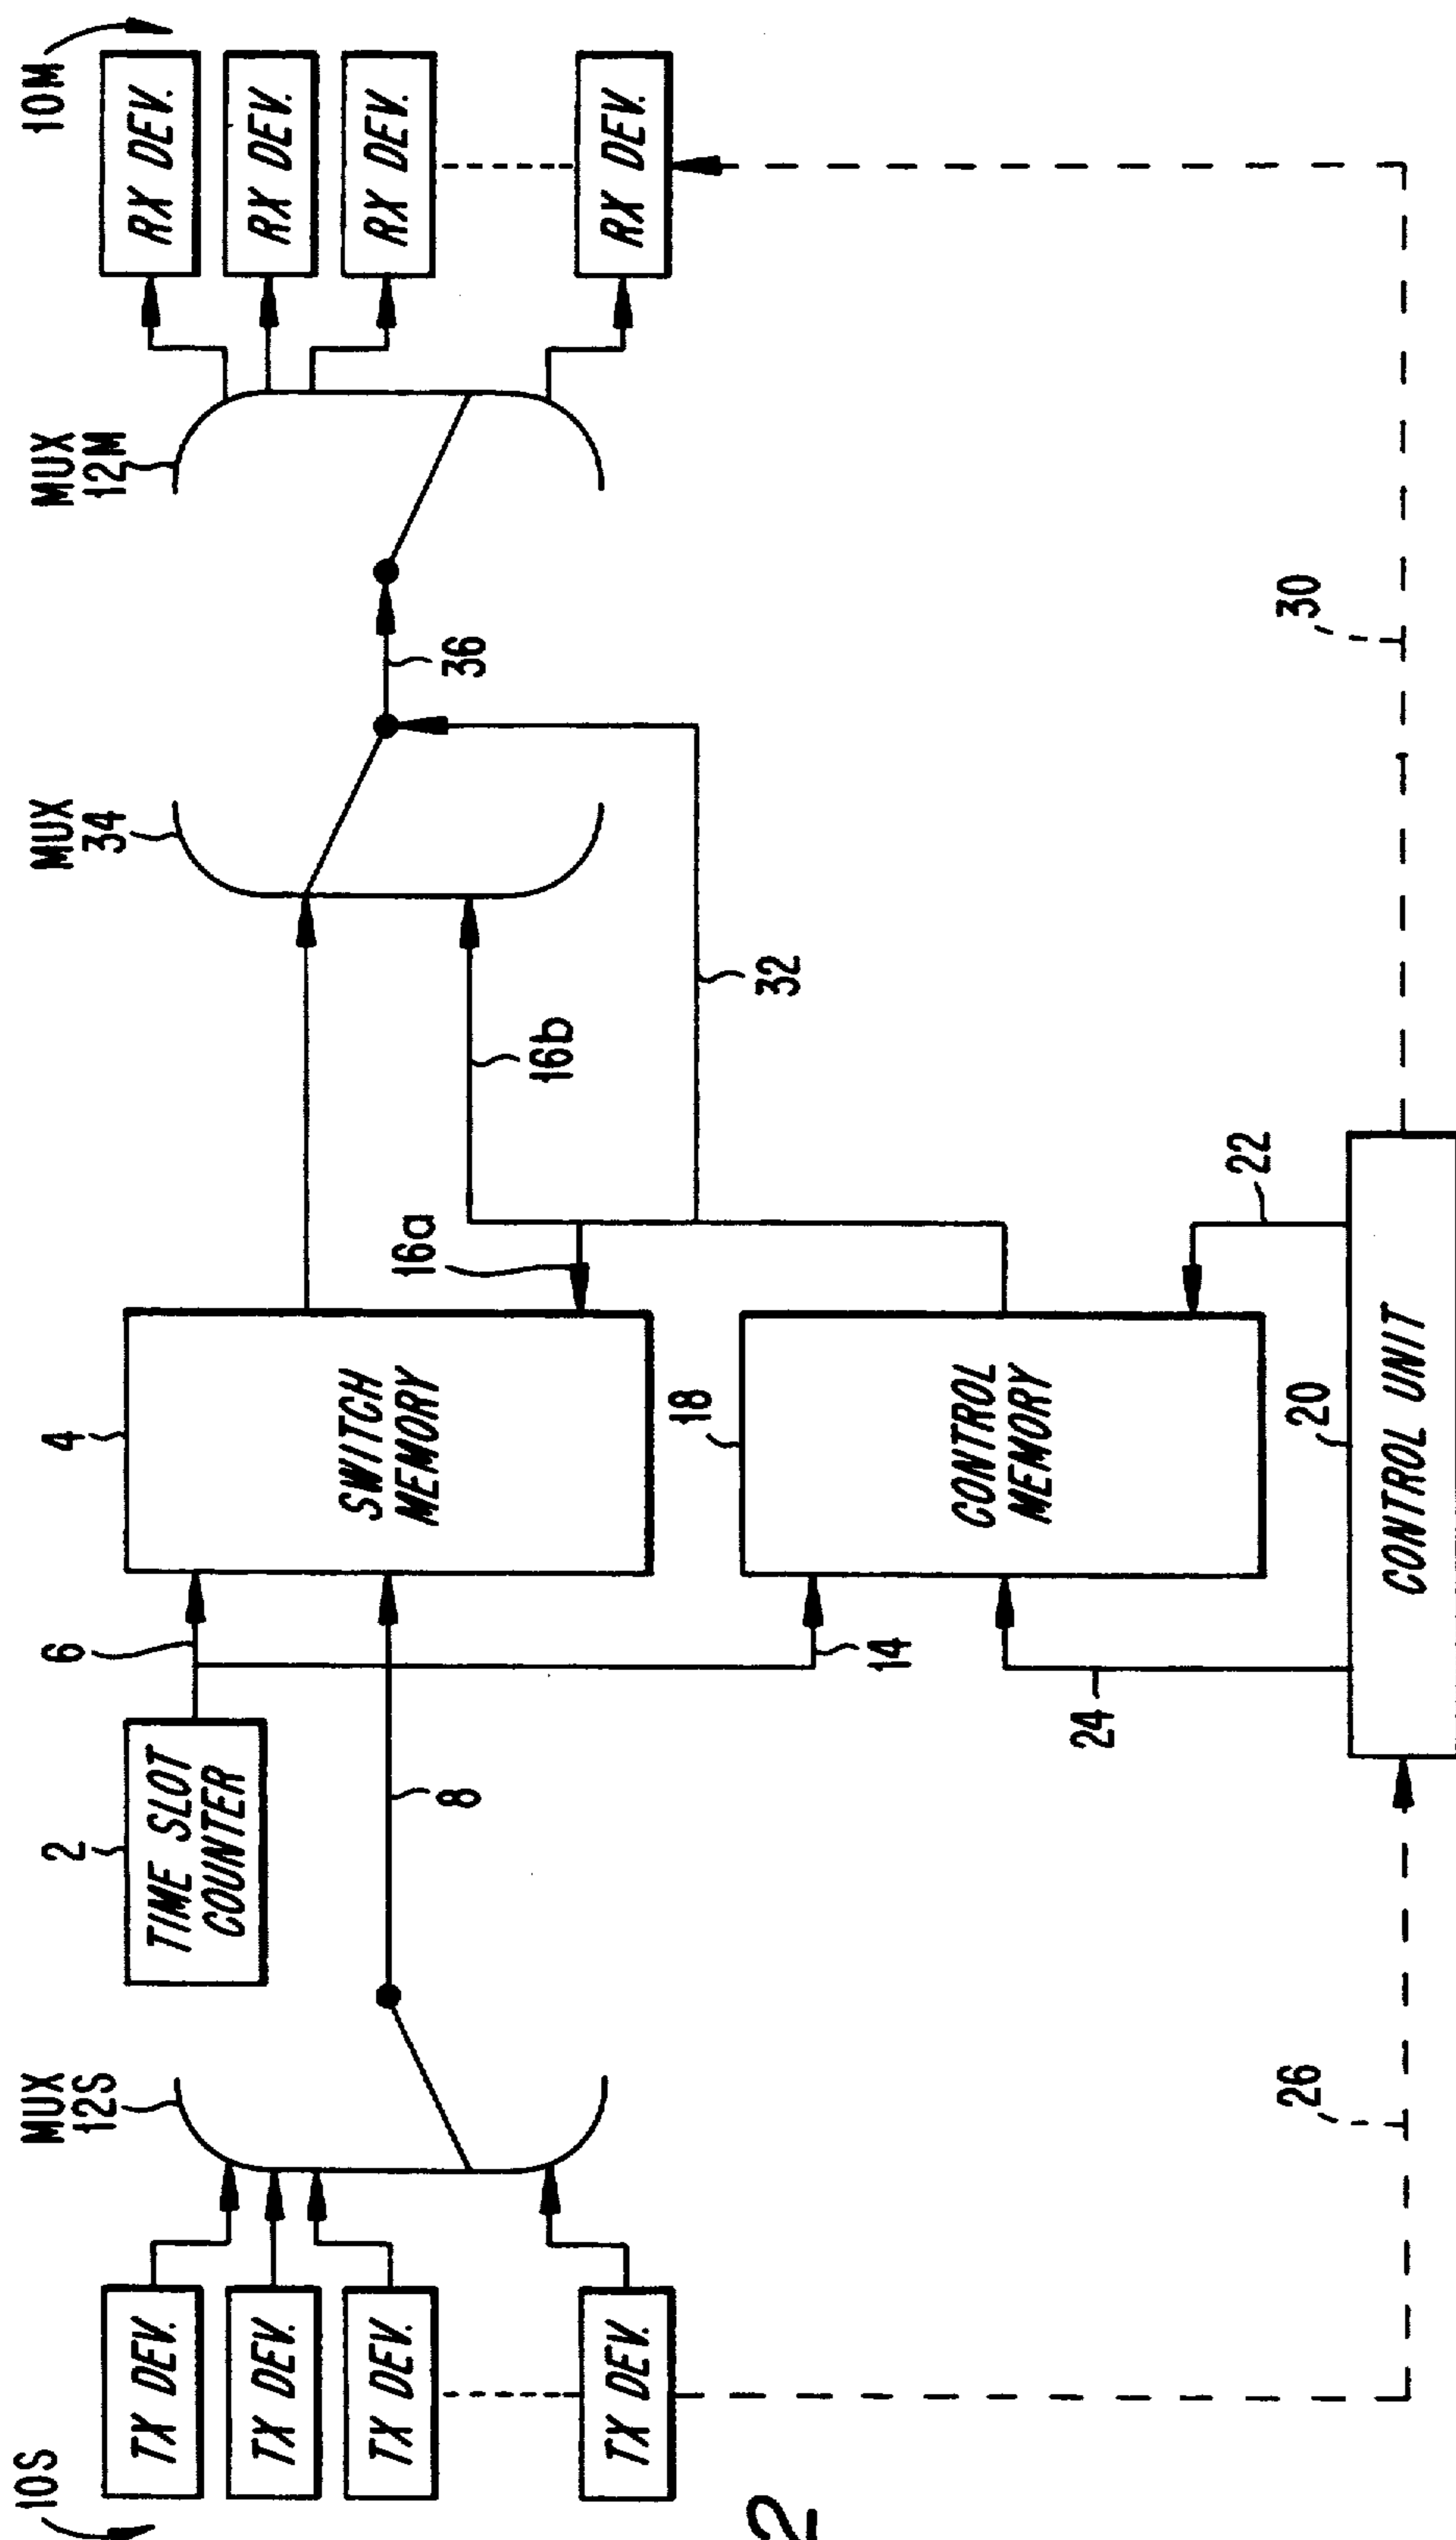 10S
TX DEV.
TX DEV.
TX DEV.
TX DEV.
MUX
12S
2
TIME SLOT
COUNTER
6
8
14
4
SWITCH
MEMORY
16a
16b
18
CONTROL
MEMORY
24
22
20
CONTROL UNIT
26
30
32
MUX
34
36
MUX
12M
10M
RX DEV.
RX DEV.
RX DEV.
RX DEV.
2